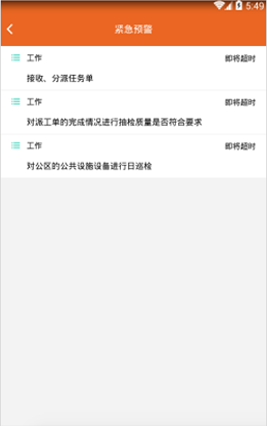 5:49
紧急预警
工作
即将超时
接收、分派任务单
工作
即将超时
对派工单的完成情况进行抽检质量是否符合要求
工作
即将超时
对公区的公共设施设备进行日巡检